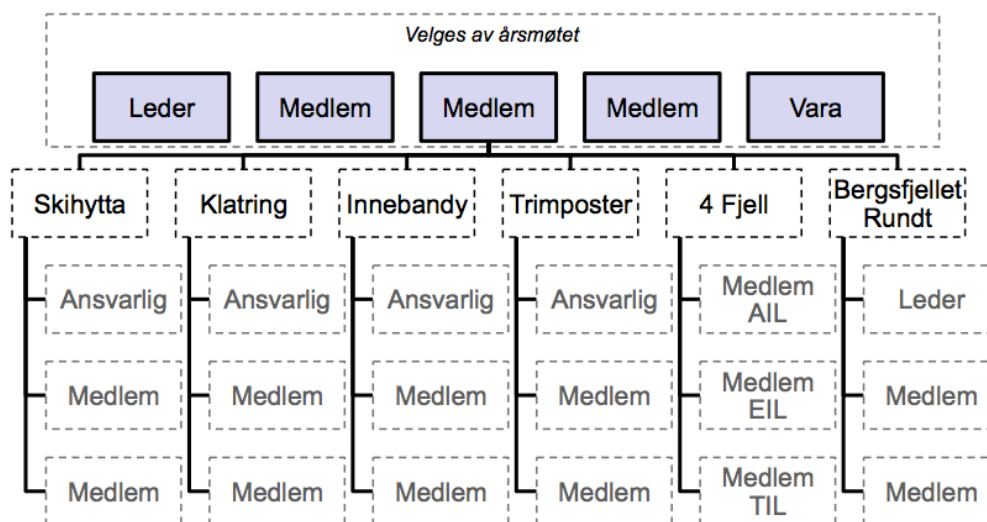 Velges av årsmøtet
Leder
Medlem
Medlem
Medlem
Vara
Skihytta
Klatring
Innebandy
Trimposter
4 Fjell
Bergsfjellet
Rundt
Ansvarlig
Ansvarlig
Ansvarlig
Ansvarlig
Medlem
AIL
Leder
Medlem
Medlem
Medlem
Medlem
Medlem
EIL
Medlem
Medlem
Medlem
Medlem
Medlem
Medlem
TIL
Medlem